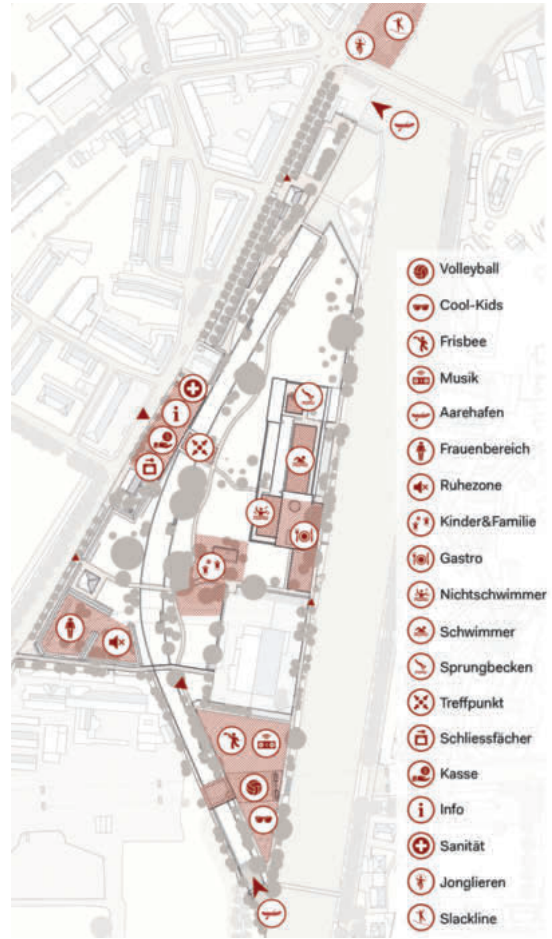 Volleyball
Cool-Kids
Frisbee
Musik
Aarehafen
Frauenbereich
Ruhezone
Kinder&Familie
Gastro
Nichtschwimmer
Schwimmer
Sprungbecken
Treffpunkt
Schliessfächer
Kasse
Info
Sanität
Jonglieren
Slackline